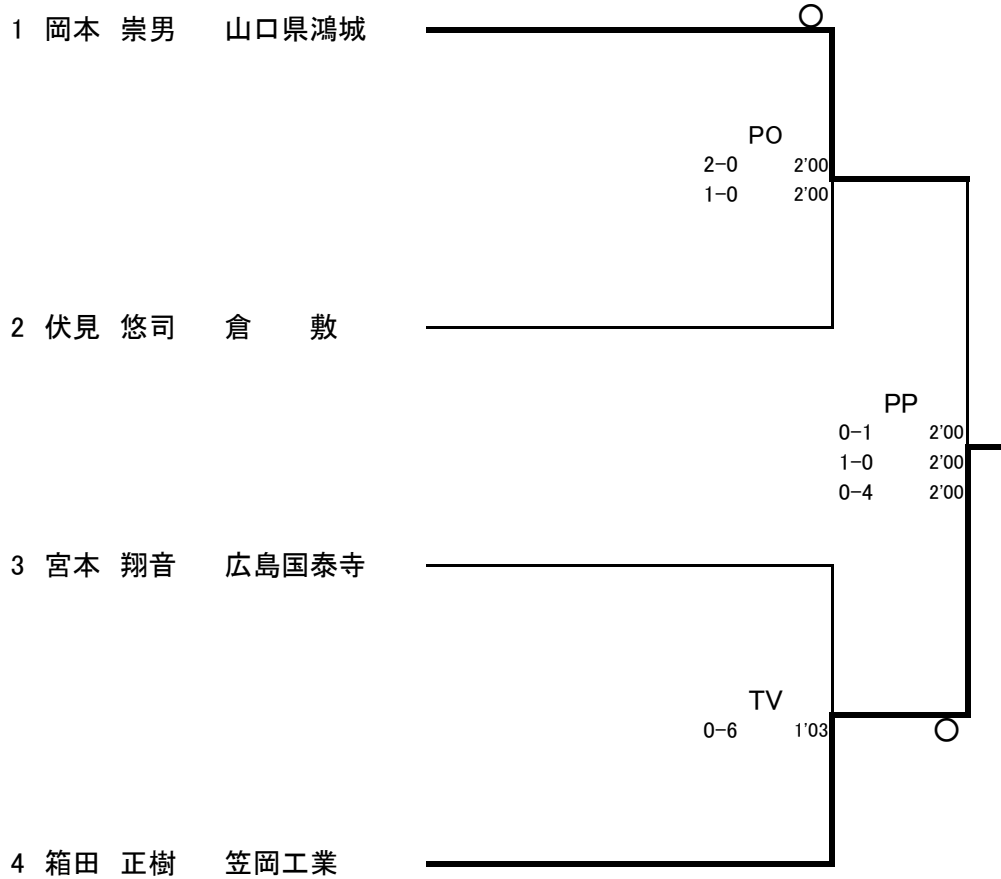 ○
1 岡本 崇男 山口県鴻城
PO
2-0 2'00
1-0 2'00
2 伏見 悠司 倉 敷
PP
0-1 2'00
1-0 2'00
0-4 2'00
3 宮本 翔音 広島国泰寺
TV
0-6 1'03
○
4 箱田 正樹 笠岡工業